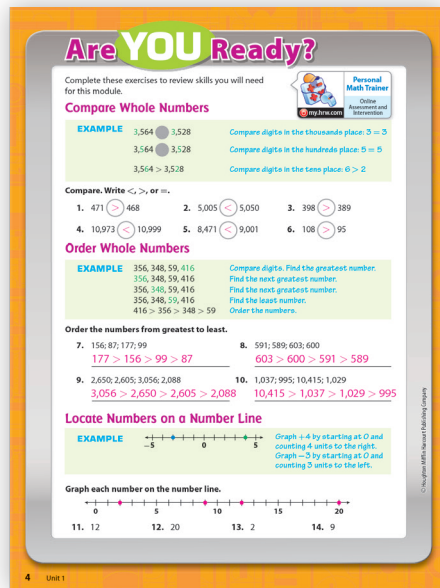 Are YOU Ready?
Complete these exercises to review skills you will need
for this module.
Personal
Math Trainer
Online
Assessment and
Intervention
my.hrw.com
Compare Whole Numbers
EXAMPLE 3,564 3,528 Compare digits in the thousands place: 3 = 3
3,564 3,528 Compare digits in the hundreds place: 5 = 5
3,564 > 3,528 Compare digits in the tens place: 6 > 2
Compare. Write <, >, or =.
1. 471 > 468 2. 5,005 < 5,050 3. 398 > 389
4. 10,973 < 10,999 5. 8,471 < 9,001 6. 108 > 95
Order Whole Numbers
EXAMPLE 356, 348, 59, 416 Compare digits. Find the greatest number.
356, 348, 59, 416 Find the next greatest number.
356, 348, 59, 416 Find the next greatest number.
356, 348, 59, 416 Find the least number.
416 > 356 > 348 > 59 Order the numbers.
Order the numbers from greatest to least.
7. 156; 87; 177; 99 8. 591; 589; 603; 600
177 > 156 > 99 > 87 603 > 600 > 591 > 589
9. 2,650; 2,605; 3,056; 2,088 10. 1,037; 995; 10,415; 1,029
3,056 > 2,650 > 2,605 > 2,088 10,415 > 1,037 > 1,029 > 995
Locate Numbers on a Number Line
EXAMPLE -5 0 5 Graph +4 by starting at 0 and
counting 4 units to the right.
Graph −3 by starting at 0 and
counting 3 units to the left.
Graph each number on the number line.
0 5 10 15 20
11. 12 12. 20 13. 2 14. 9
© Houghton Mifflin Harcourt Publishing Company
4 Unit 1